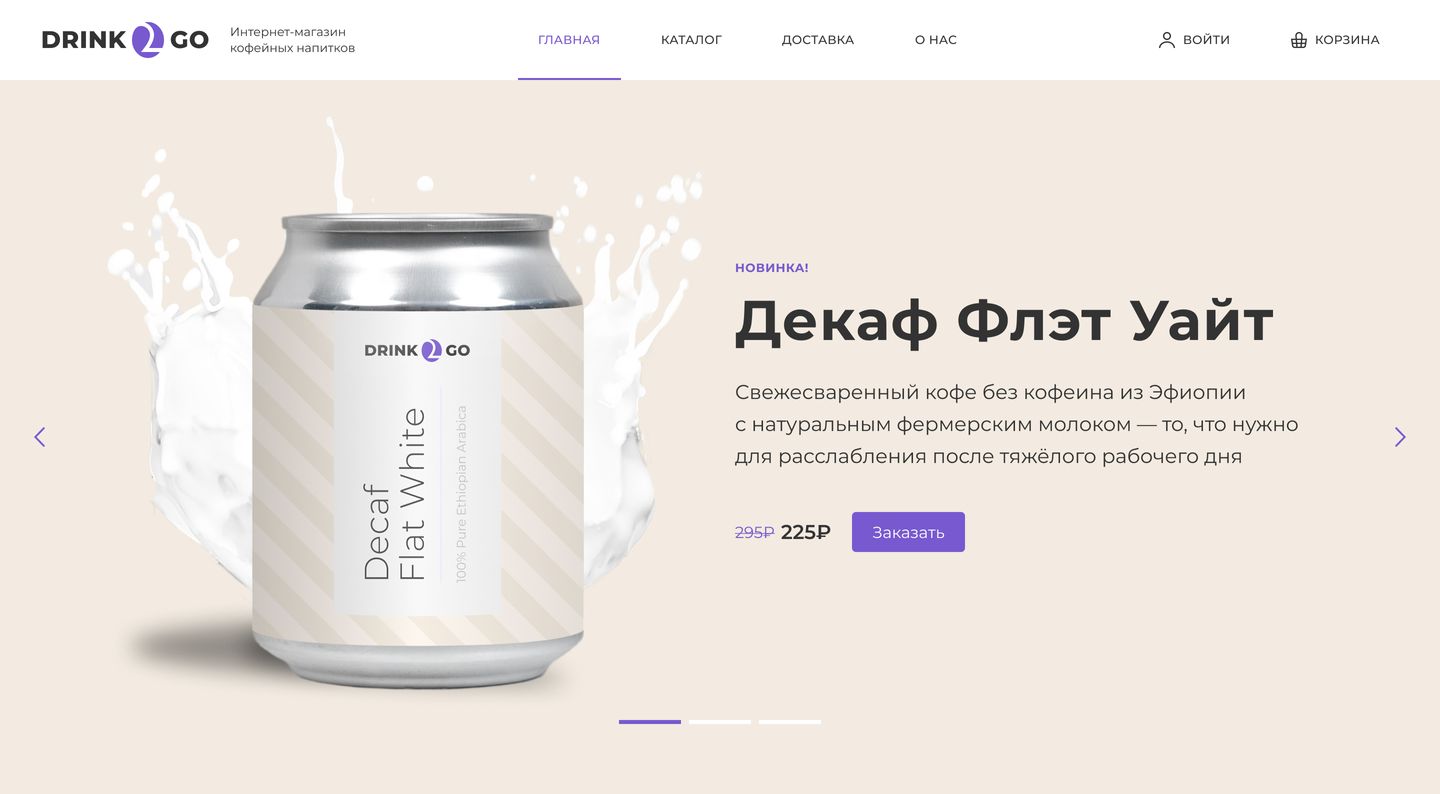 DRINK 2 GO
Интернет-магазин
кофейных напитков
ГЛАВНАЯ
КАТАЛОГ
ДОСТАВКА
О НАС
ВОЙТИ
КОРЗИНА
DRINK 2 GO
Decaf
Flat White
100% Pure Ethiopian Arabica
НОВИНКА!
Декаф Флэт Уайт
Свежесваренный кофе без кофеина из Эфиопии
с натуральным фермерским молоком — то, что нужно
для расслабления после тяжёлого рабочего дня
295₽ 225₽
Заказать